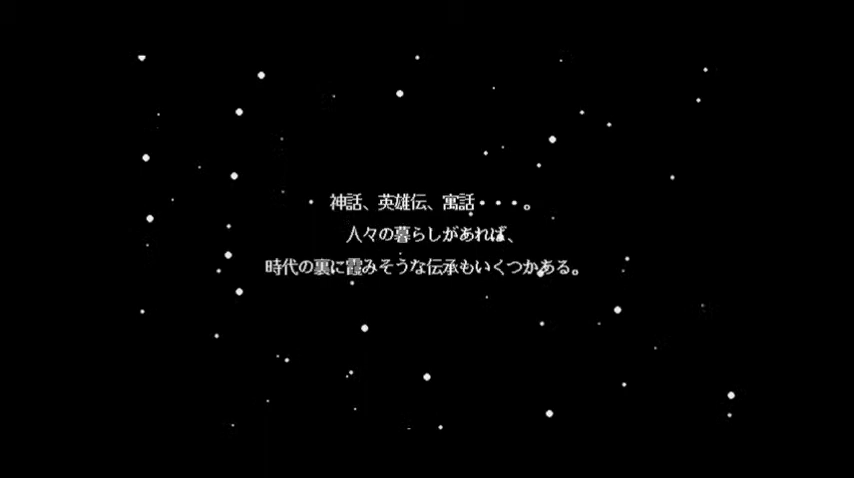 神話、英雄伝、寓話・・・。
人々の暮らしがあれば、
時代の裏に霞みそうな伝承もいくつかある。